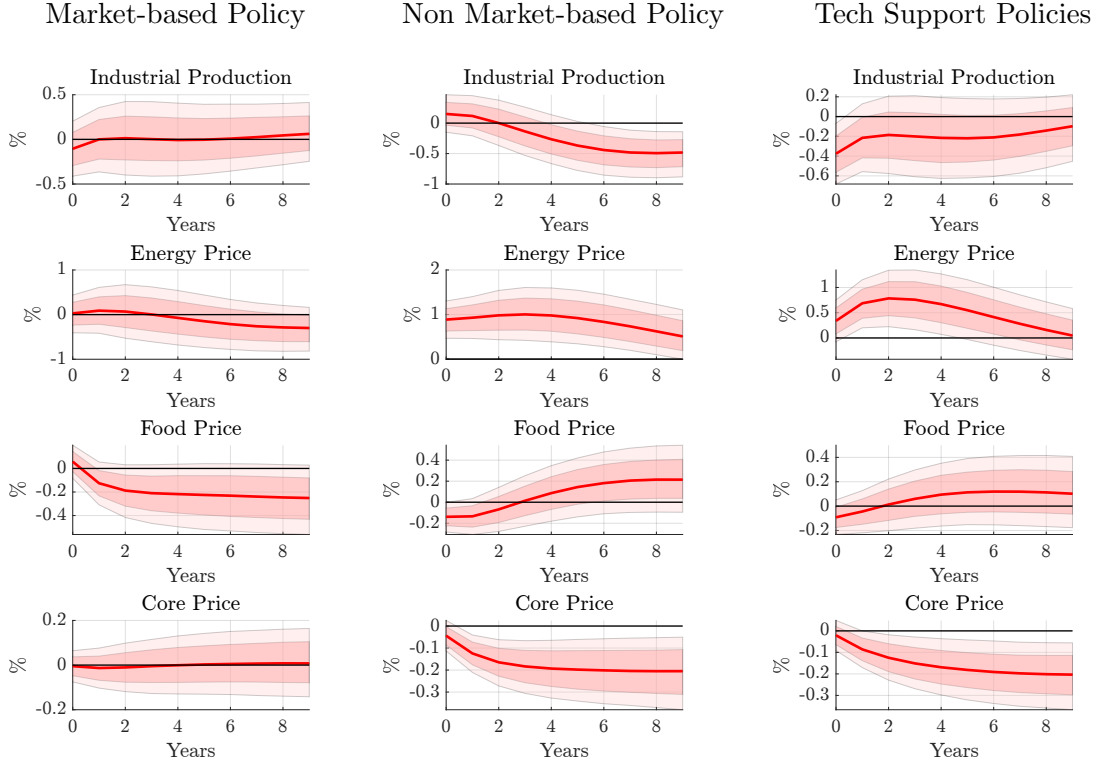 Market-based Policy Non Market-based Policy Tech Support Policies
Industrial Production Industrial Production Industrial Production
0.5 0 -0.5 % 0 2 4 6 8 Years
0 -0.5 -1 % 0 2 4 6 8 Years
0.2 0 -0.2 -0.4 -0.6 % 0 2 4 6 8 Years
Energy Price Energy Price Energy Price
1 0 -1 % 0 2 4 6 8 Years
2 1 0 % 0 2 4 6 8 Years
1 0.5 0 % 0 2 4 6 8 Years
Food Price Food Price Food Price
0 -0.2 -0.4 % 0 2 4 6 8 Years
0.4 0.2 0 -0.2 % 0 2 4 6 8 Years
0.4 0.2 0 -0.2 % 0 2 4 6 8 Years
Core Price Core Price Core Price
0.2 0 -0.2 % 0 2 4 6 8 Years
0 -0.1 -0.2 -0.3 % 0 2 4 6 8 Years
0 -0.1 -0.2 -0.3 % 0 2 4 6 8 Years